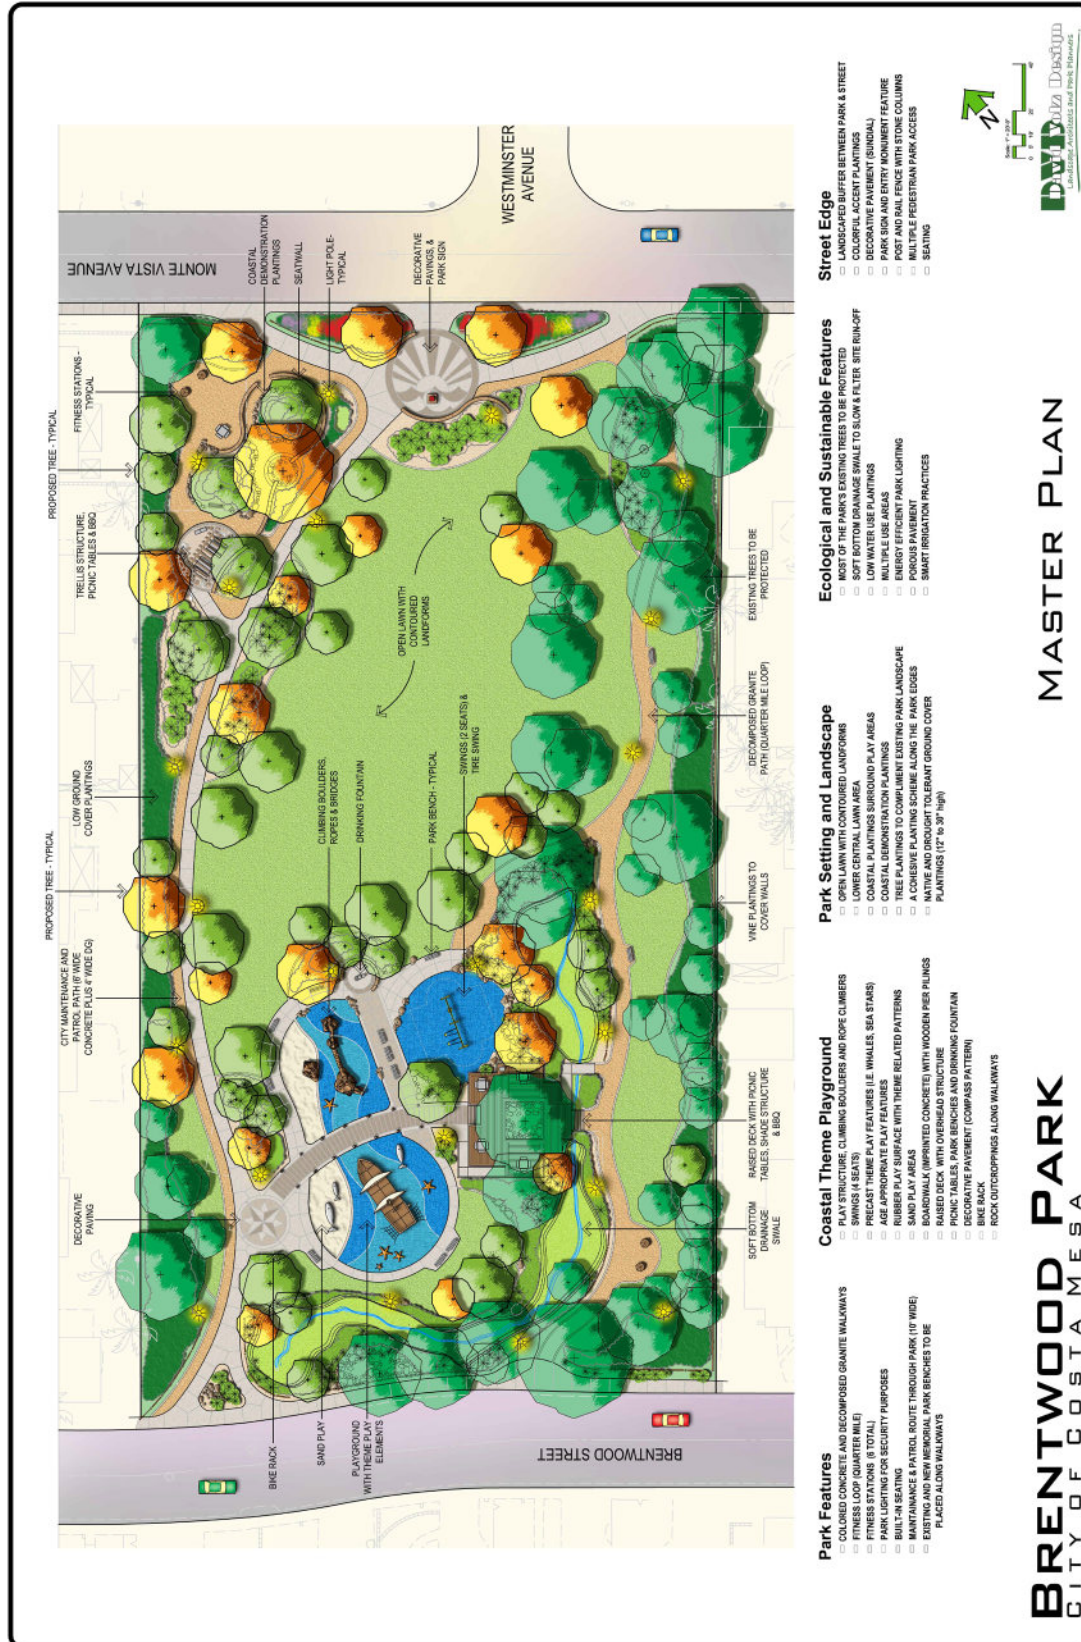 PROPOSED TREE - TYPICAL
PROPOSED TREE - TYPICAL
DECORATIVE
PAVING
CITY MAINTENANCE AND
PATROL PATH (6' WIDE
CONCRETE PLUS 4' WIDE DG)
LOW GROUND
COVER PLANTINGS
TRELLIS STRUCTURE,
PICNIC TABLES & BBQ
FITNESS STATIONS -
TYPICAL
MONTE VISTA AVENUE
COASTAL
DEMONSTRATION
PLANTINGS
SEATWALL
LIGHT POLE-
TYPICAL
DECORATIVE
PAVINGS, &
PARK SIGN
WESTMINSTER
AVENUE
OPEN LAWN WITH
CONTOURED
LANDFORMS
CLIMBING BOULDERS,
ROPES & BRIDGES
DRINKING FOUNTAIN
PARK BENCH - TYPICAL
SWINGS (2 SEATS) &
TIRE SWING
BIKE RACK
SAND PLAY
PLAYGROUND
WITH THEME PLAY
ELEMENTS
BRENTWOOD STREET
SOFT BOTTOM
DRAINAGE
SWALE
RAISED DECK WITH PICNIC
TABLES, SHADE STRUCTURE
& BBQ
VINE PLANTINGS TO
COVER WALLS
DECOMPOSED GRANITE
PATH (QUARTER MILE LOOP)
EXISTING TREES TO BE
PROTECTED
Park Features
COLORED CONCRETE AND DECOMPOSED GRANITE WALKWAYS
FITNESS LOOP (QUARTER MILE)
FITNESS STATIONS (6 TOTAL)
PARK LIGHTING FOR SECURITY PURPOSES
BUILT-IN SEATING
MAINTAINANCE & PATROL ROUTE THROUGH PARK (10' WIDE)
EXISTING AND NEW MEMORIAL PARK BENCHES TO BE
PLACED ALONG WALKWAYS
Coastal Theme Playground
PLAY STRUCTURE, CLIMBING BOULDERS AND ROPE CLIMBERS
SWINGS (4 SEATS)
PRECAST THEME PLAY FEATURES (I.E. WHALES, SEA STARS)
AGE APPROPRIATE PLAY FEATURES
RUBBER PLAY SURFACE WITH THEME RELATED PATTERNS
SAND PLAY AREAS
BOARDWALK (IMPRINTED CONCRETE) WITH WOODEN PIER PILINGS
RAISED DECK WITH OVERHEAD STRUCTURE
PICNIC TABLES, PARK BENCHES AND DRINKING FOUNTAIN
DECORATIVE PAVEMENT (COMPASS PATTERN)
BIKE RACK
ROCK OUTCROPPINGS ALONG WALKWAYS
Park Setting and Landscape
OPEN LAWN WITH CONTOURED LANDFORMS
LOWER CENTRAL LAWN AREA
COASTAL PLANTINGS SURROUND PLAY AREAS
COASTAL DEMONSTRATION PLANTINGS
TREE PLANTINGS TO COMPLIMENT EXISTING PARK LANDSCAPE
A COHESIVE PLANTING SCHEME ALONG THE PARK EDGES
NATIVE AND DROUGHT TOLERANT GROUND COVER
PLANTINGS (12" to 30" high)
Ecological and Sustainable Features
MOST OF THE PARK'S EXISTING TREES TO BE PROTECTED
SOFT BOTTOM DRAINAGE SWALE TO SLOW & FILTER SITE RUN-OFF
LOW WATER USE PLANTINGS
MULTIPLE USE AREAS
ENERGY EFFICIENT PARK LIGHTING
POROUS PAVEMENT
SMART IRRIGATION PRACTICES
Street Edge
LANDSCAPED BUFFER BETWEEN PARK & STREET
COLORFUL ACCENT PLANTINGS
DECORATIVE PAVEMENT (SUNDIAL)
PARK SIGN AND ENTRY MONUMENT FEATURE
POST AND RAIL FENCE WITH STONE COLUMNS
MULTIPLE PEDESTRIAN PARK ACCESS
SEATING
BRENTWOOD PARK
CITY OF COSTA MESA
MASTER PLAN
N
0 10' 20' 40'
David Volz Design
Landscape Architects and Park Planners